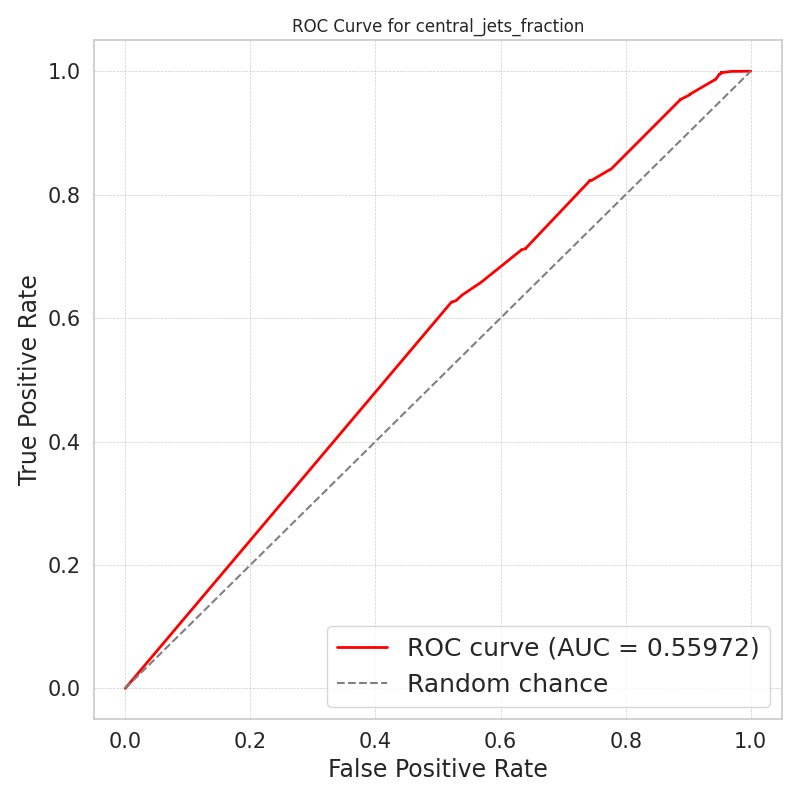 ROC Curve for central_jets_fraction
True Positive Rate
1.0
0.8
0.6
0.4
0.2
0.0
ROC curve (AUC = 0.55972)
Random chance
0.0 0.2 0.4 0.6 0.8 1.0
False Positive Rate